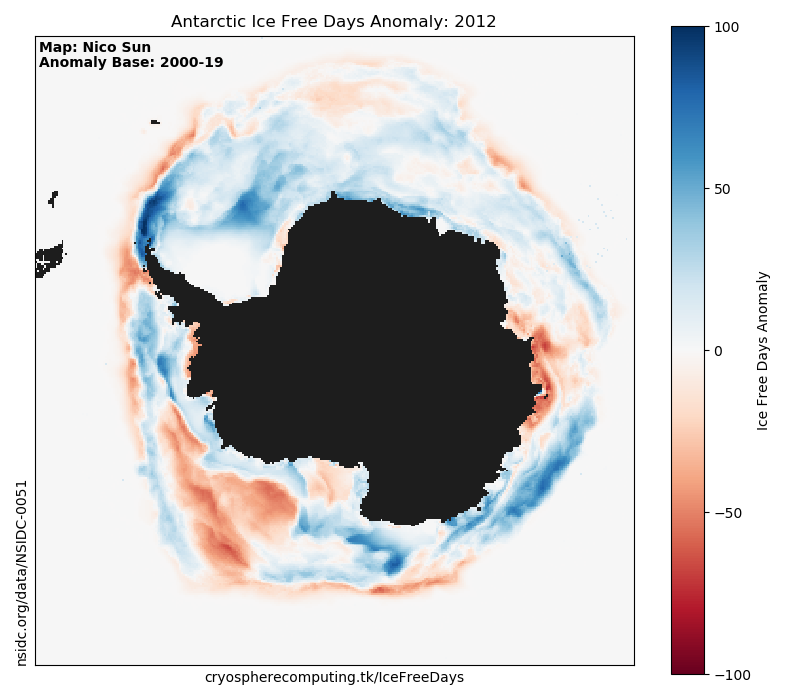 Antarctic Ice Free Days Anomaly: 2012
Map: Nico Sun
Anomaly Base: 2000-19
100
50
0
−50
−100
Ice Free Days Anomaly
nsidc.org/data/NSIDC-0051
cryospherecomputing.tk/IceFreeDays